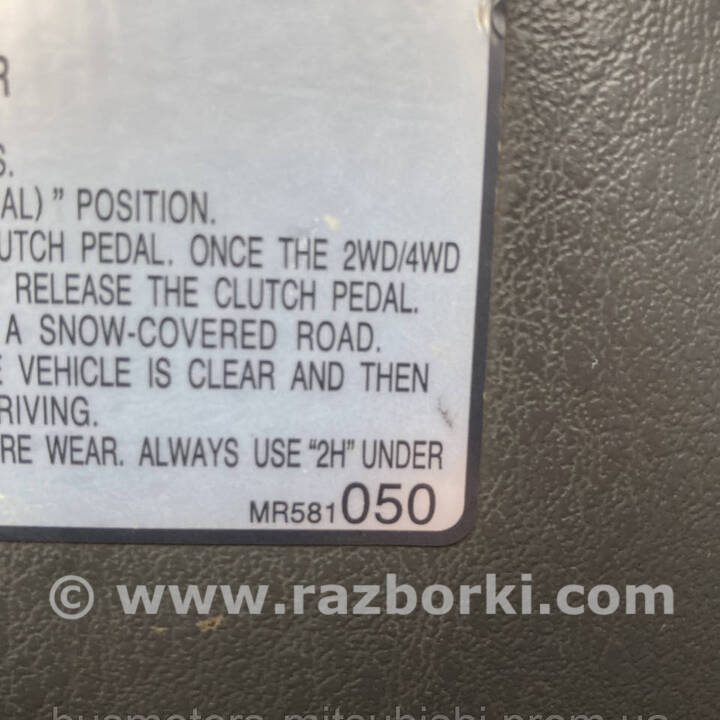 R
S.
AL)” POSITION.
UTCH PEDAL. ONCE THE 2WD/4WD
RELEASE THE CLUTCH PEDAL.
A SNOW-COVERED ROAD.
E VEHICLE IS CLEAR AND THEN
RIVING.
RE WEAR. ALWAYS USE “2H” UNDER
MR581050
© www.razborki.com